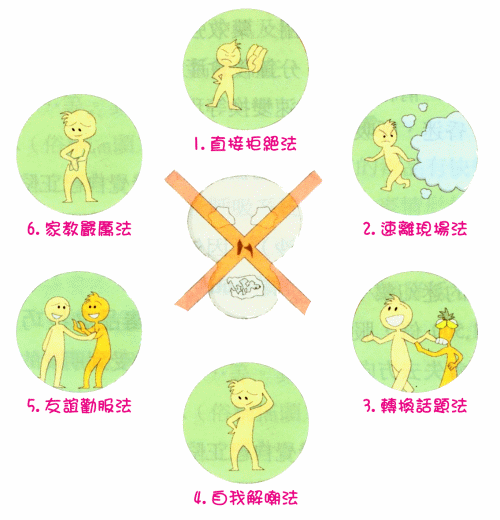 1. 直接拒絕法
2. 速離現場法
3. 轉換話題法
4. 自我解嘲法
5. 友誼勸服法
6. 家教嚴厲法